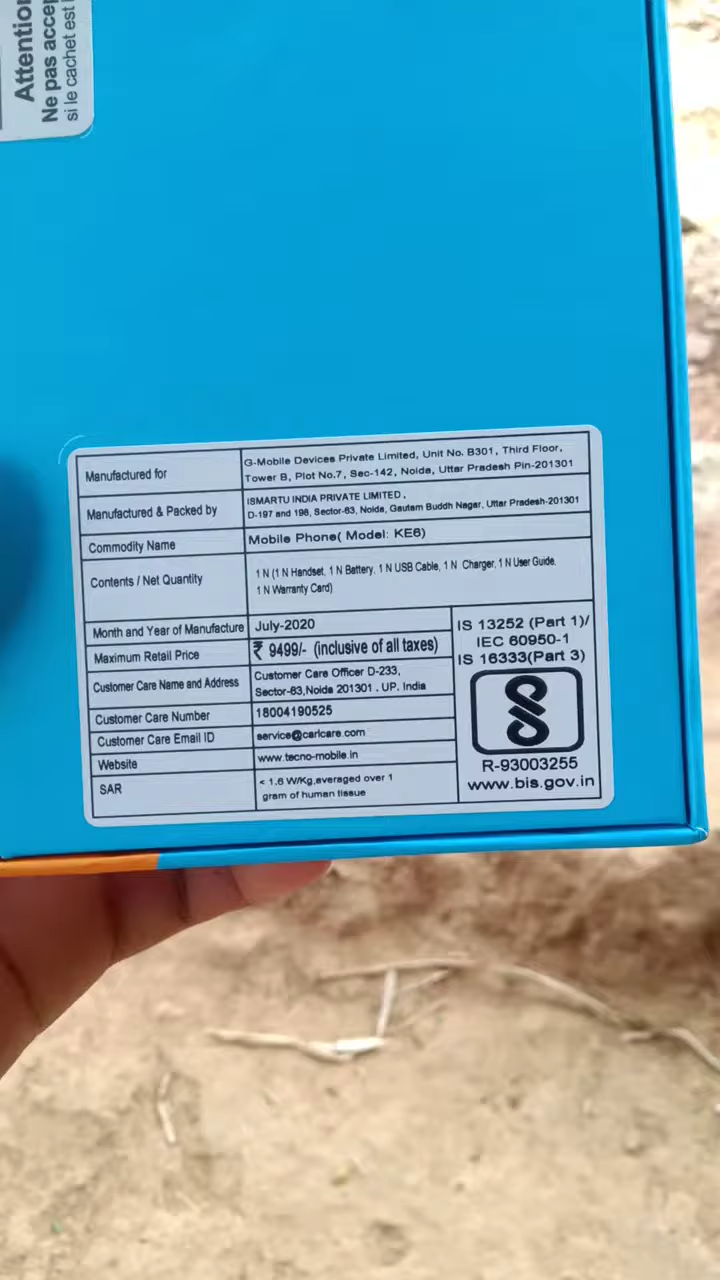 Attention
Ne pas accep
si le cachet est
Manufactured for
G-Mobile Devices Private Limited, Unit No. B301, Third Floor,
Tower B, Plot No.7, Sec-142, Noida, Uttar Pradesh Pin-201301
Manufactured & Packed by
ISMARTU INDIA PRIVATE LIMITED,
D-197 and 198, Sector-63, Noida, Gautam Buddh Nagar, Uttar Pradesh-201301
Commodity Name
Mobile Phone( Model: KE6)
Contents / Net Quantity
1 N (1 N Handset, 1 N Battery, 1 N USB Cable, 1 N Charger, 1 N User Guide,
1 N Warranty Card)
Month and Year of Manufacture
July-2020
Maximum Retail Price
₹ 9499/- (inclusive of all taxes)
Customer Care Name and Address
Customer Care Officer D-233,
Sector-63,Noida 201301 . UP. India
Customer Care Number
18004190525
Customer Care Email ID
service@carlcare.com
Website
www.tecno-mobile.in
SAR
< 1.6 W/Kg,averaged over 1
gram of human tissue
IS 13252 (Part 1)/
IEC 60950-1
IS 16333(Part 3)
R-93003255
www.bis.gov.in